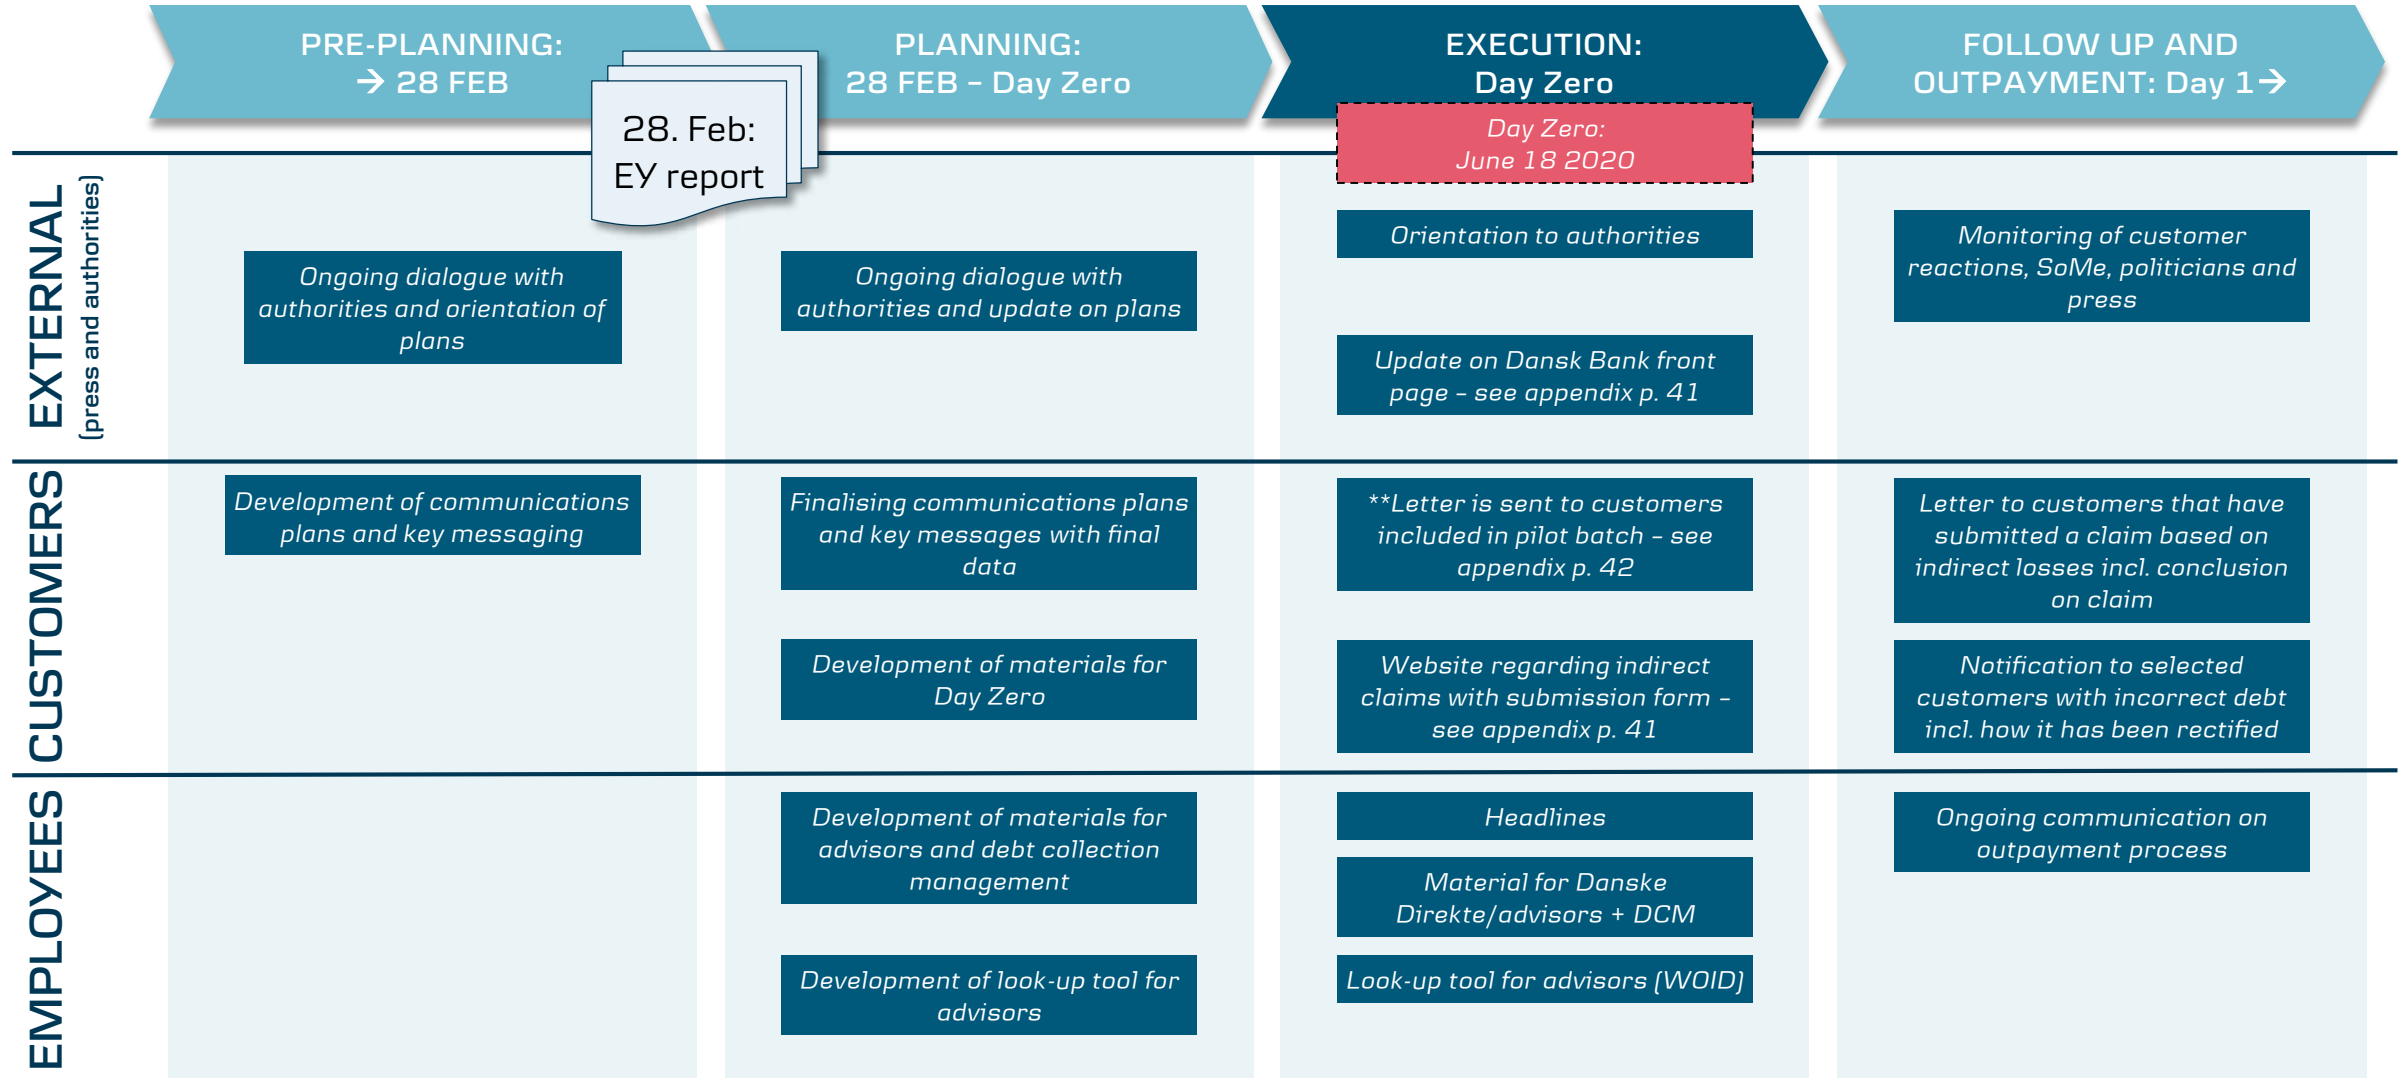 PRE-PLANNING:
→ 28 FEB
PLANNING:
28 FEB – Day Zero
EXECUTION:
Day Zero
FOLLOW UP AND
OUTPAYMENT: Day 1→
28. Feb:
EY report
Day Zero:
June 18 2020
EXTERNAL
(press and authorities)
Ongoing dialogue with
authorities and orientation of
plans
Ongoing dialogue with
authorities and update on plans
Orientation to authorities
Update on Dansk Bank front
page – see appendix p. 41
Monitoring of customer
reactions, SoMe, politicians and
press
CUSTOMERS
Development of communications
plans and key messaging
Finalising communications plans
and key messages with final
data
Development of materials for
Day Zero
**Letter is sent to customers
included in pilot batch – see
appendix p. 42
Website regarding indirect
claims with submission form –
see appendix p. 41
Letter to customers that have
submitted a claim based on
indirect losses incl. conclusion
on claim
Notification to selected
customers with incorrect debt
incl. how it has been rectified
EMPLOYEES
Development of materials for
advisors and debt collection
management
Development of look-up tool for
advisors
Headlines
Material for Danske
Direkte/advisors + DCM
Look-up tool for advisors (WOID)
Ongoing communication on
outpayment process